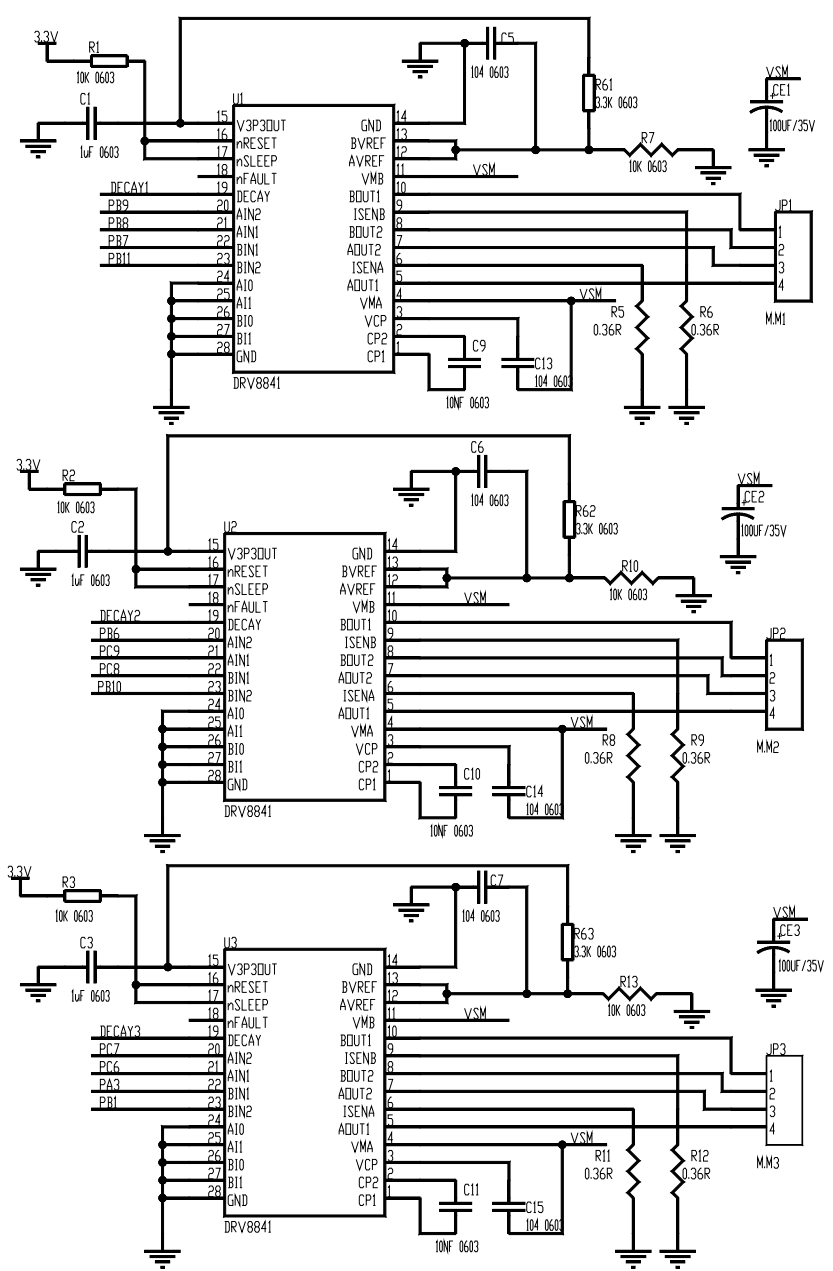 3.3V
R1
10K 0603
C1
1uF 0603
C5
104 0603
R61
3.3K 0603
VSM
CE1
100UF/35V
R7
10K 0603
U1
15 V3P3OUT
16 nRESET
17 nSLEEP
18 nFAULT
DECAY1 19 DECAY
PB9 20 AIN2
PB8 21 AIN1
PB7 22 BIN1
PB11 23 BIN2
24 AI0
25 AI1
26 BI0
27 BI1
28 GND
GND 14
BVREF 13
AVREF 12
VMB 11 VSM
BOUT1 10
ISENB 9
BOUT2 8
AOUT2 7
ISENA 6
AOUT1 5
VMA 4 VSM
VCP 3
CP2 2
CP1 1
DRV8841
JP1
1
2
3
4
M.M1
R5
0.36R
R6
0.36R
C9
10NF 0603
C13
104 0603
3.3V
R2
10K 0603
C2
1uF 0603
C6
104 0603
R62
3.3K 0603
VSM
CE2
100UF/35V
R10
10K 0603
U2
15 V3P3OUT
16 nRESET
17 nSLEEP
18 nFAULT
DECAY2 19 DECAY
PB6 20 AIN2
PC9 21 AIN1
PC8 22 BIN1
PB10 23 BIN2
24 AI0
25 AI1
26 BI0
27 BI1
28 GND
GND 14
BVREF 13
AVREF 12
VMB 11 VSM
BOUT1 10
ISENB 9
BOUT2 8
AOUT2 7
ISENA 6
AOUT1 5
VMA 4 VSM
VCP 3
CP2 2
CP1 1
DRV8841
JP2
1
2
3
4
M.M2
R8
0.36R
R9
0.36R
C10
10NF 0603
C14
104 0603
3.3V
R3
10K 0603
C3
1uF 0603
C7
104 0603
R63
3.3K 0603
VSM
CE3
100UF/35V
R13
10K 0603
U3
15 V3P3OUT
16 nRESET
17 nSLEEP
18 nFAULT
DECAY3 19 DECAY
PC7 20 AIN2
PC6 21 AIN1
PA3 22 BIN1
PB1 23 BIN2
24 AI0
25 AI1
26 BI0
27 BI1
28 GND
GND 14
BVREF 13
AVREF 12
VMB 11 VSM
BOUT1 10
ISENB 9
BOUT2 8
AOUT2 7
ISENA 6
AOUT1 5
VMA 4 VSM
VCP 3
CP2 2
CP1 1
DRV8841
JP3
1
2
3
4
M.M3
R11
0.36R
R12
0.36R
C11
10NF 0603
C15
104 0603